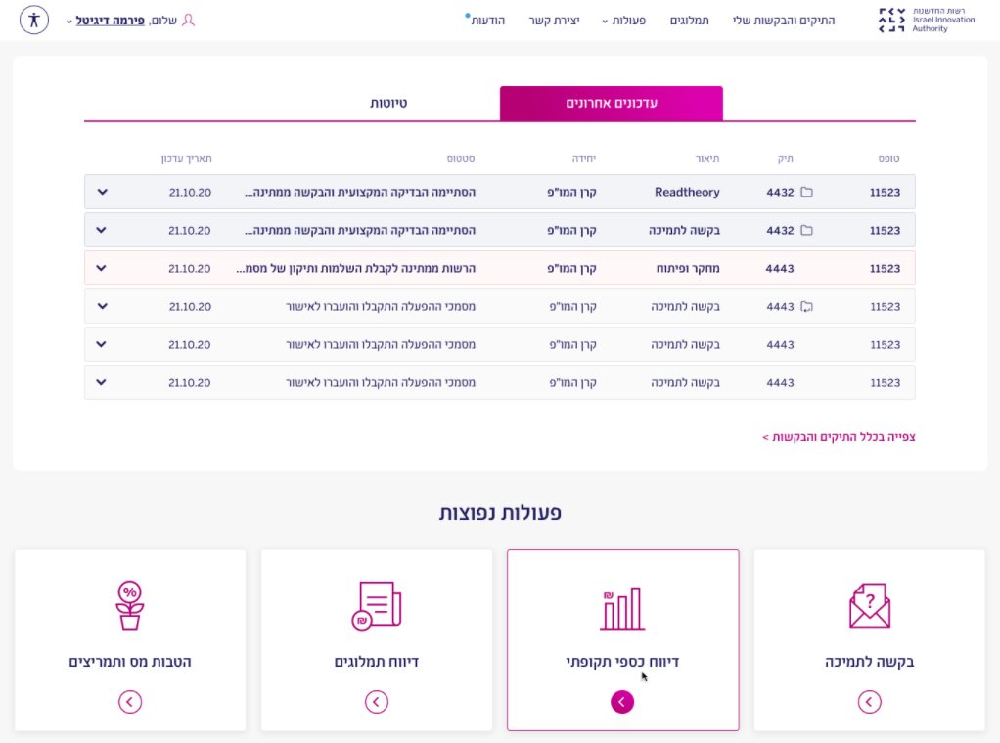 רשות החדשנות
Israel Innovation
Authority
התיקים והבקשות שלי
תמלוגים
פעולות
יצירת קשר
הודעות
שלום, פירמה דיגיטל
עדכונים אחרונים
טיוטות
טופס תיק תיאור יחידה סטטוס תאריך עדכון
11523 4432 Readtheory קרן המו"פ הסתיימה הבדיקה המקצועית והבקשה ממתינה... 21.10.20
11523 4432 בקשה לתמיכה קרן המו"פ הסתיימה הבדיקה המקצועית והבקשה ממתינה... 21.10.20
11523 4443 מחקר ופיתוח קרן המו"פ הרשות ממתינה לקבלת השלמות ותיקון של מסמ... 21.10.20
11523 4443 בקשה לתמיכה קרן המו"פ מסמכי ההפעלה התקבלו והועברו לאישור 21.10.20
11523 4443 בקשה לתמיכה קרן המו"פ מסמכי ההפעלה התקבלו והועברו לאישור 21.10.20
11523 4443 בקשה לתמיכה קרן המו"פ מסמכי ההפעלה התקבלו והועברו לאישור 21.10.20
צפייה בכלל התיקים והבקשות >
פעולות נפוצות
?
₪
₪
%
בקשה לתמיכה
דיווח כספי תקופתי
דיווח תמלוגים
הטבות מס ותמריצים